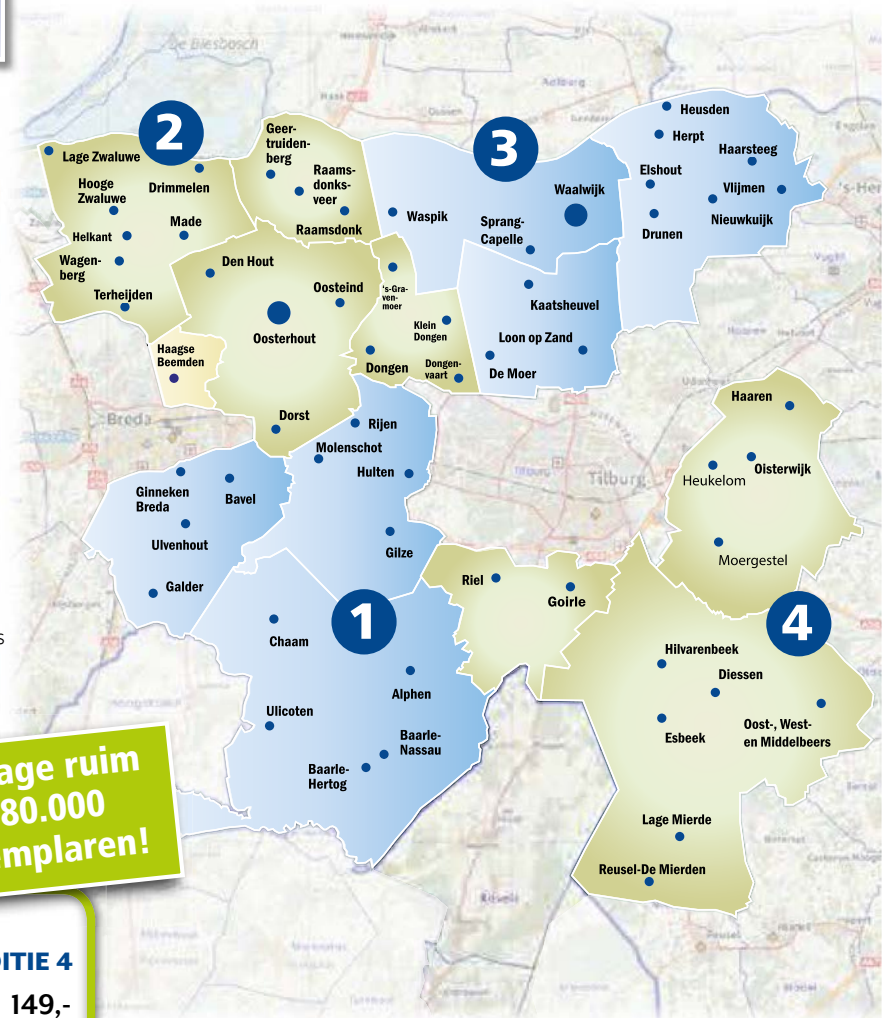 De Biesbosch
2
Lage Zwaluwe
Hooge
Zwaluwe
Drimmelen
Helkant
Made
Wagen-
berg
Terheijden
Geer-
truiden-
berg
Raams-
donks-
veer
Raamsdonk
Den Hout
Oosteind
Oosterhout
Dorst
's-Gra-
ven-
moer
Klein
Dongen
Dongen
Dongen-
vaart
Haagse
Beemden
3
Waspik
Sprang-
Capelle
Waalwijk
Kaatsheuvel
Loon op Zand
De Moer
Heusden
Herpt
Haarsteeg
Elshout
Vlijmen
Nieuwkuijk
Drunen
Vught
Breda
Tilburg
Tilburg
Rijen
Molenschot
Hulten
Gilze
Ginneken
Breda
Bavel
Ulvenhout
Galder
1
Chaam
Alphen
Ulicoten
Baarle-
Nassau
Baarle-
Hertog
Riel
Goirle
Haaren
Heukelom
Oisterwijk
Moergestel
4
Hilvarenbeek
Diessen
Esbeek
Oost-, West-
en Middelbeers
Lage Mierde
Reusel-De Mierden
Ravels
Reusel
s
age ruim
80.000
emplaren!
DITIE 4
149,-